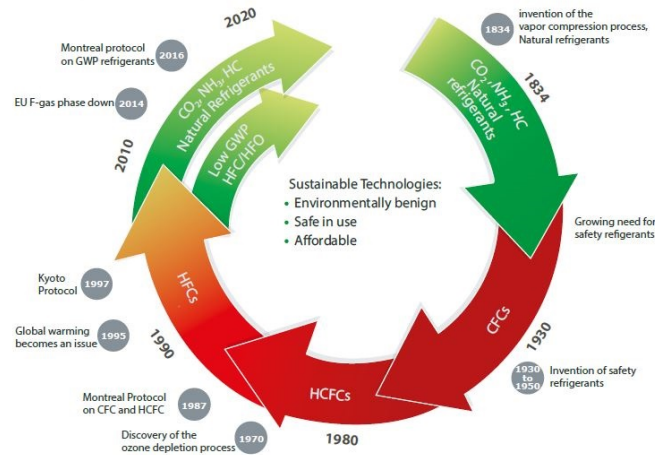 1834
invention of the
vapor compression process,
Natural refrigerants
CO2, NH3, HC
Natural
refrigerants
1834
Growing need for
safety refigerants
CFCs
1930
1930
to
1950
Invention of safety
refrigerants
HCFCs
1980
1970
Discovery of the
ozone depletion process
1987
Montreal Protocol
on CFC and HCFC
HFCs
1990
1995
Global warming
becomes an issue
1997
Kyoto
Protocol
2010
2014
EU F-gas phase down
2016
Montreal protocol
on GWP refrigerants
2020
CO2, NH3, HC
Natural Refrigerants
Low GWP
HFC/HFO
Sustainable Technologies:
• Environmentally benign
• Safe in use
• Affordable